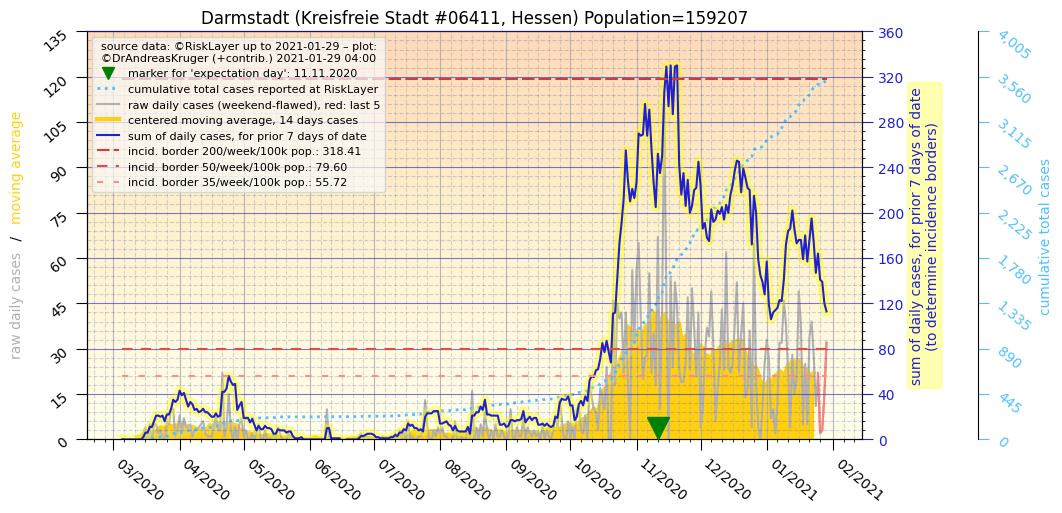 Darmstadt (Kreisfreie Stadt #06411, Hessen) Population=159207
source data: ©RiskLayer up to 2021-01-29 – plot:
©DrAndreasKruger (+contrib.) 2021-01-29 04:00
marker for 'expectation day': 11.11.2020
cumulative total cases reported at RiskLayer
raw daily cases (weekend-flawed), red: last 5
centered moving average, 14 days cases
sum of daily cases, for prior 7 days of date
incid. border 200/week/100k pop.: 318.41
incid. border 50/week/100k pop.: 79.60
incid. border 35/week/100k pop.: 55.72
raw daily cases / moving average
135
120
105
90
75
60
45
30
15
0
03/2020
04/2020
05/2020
06/2020
07/2020
08/2020
09/2020
10/2020
11/2020
12/2020
01/2021
02/2021
360
320
280
240
200
160
120
80
40
0
sum of daily cases, for prior 7 days of date
(to determine incidence borders)
4,005
3,560
3,115
2,670
2,225
1,780
1,335
890
445
0
cumulative total cases